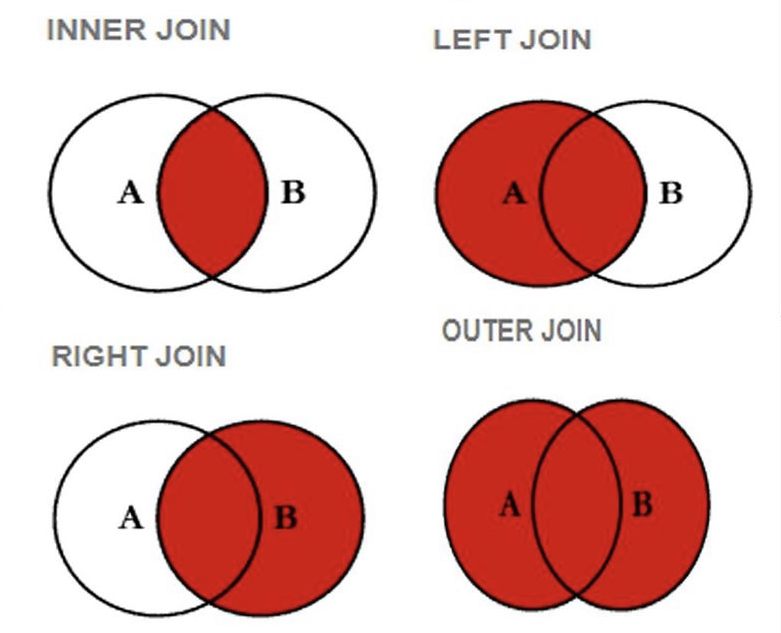 INNER JOIN
A B
LEFT JOIN
A B
RIGHT JOIN
A B
OUTER JOIN
A B